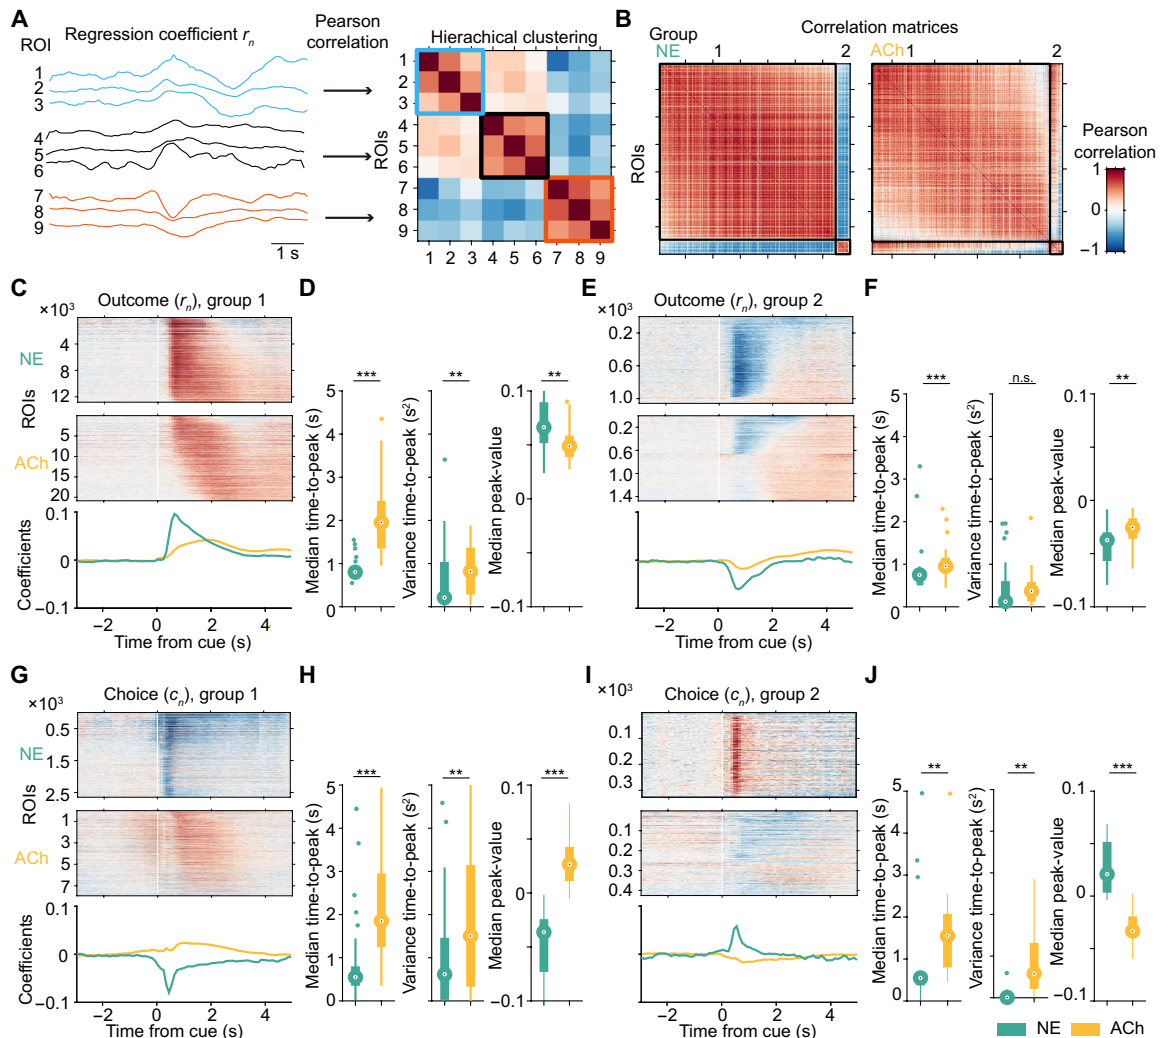 A
ROI
Regression coefficient rn
Pearson correlation
Hierachical clustering
1
2
3
4
5
6
7
8
9
1 s
ROIs
1
2
3
4
5
6
7
8
9
1 2 3 4 5 6 7 8 9
B
Correlation matrices
Group
NE
1
2
ACh
1
2
ROIs
Pearson correlation
1
0
−1
C
×10³
Outcome (rn), group 1
NE
4
8
12
ROIs
ACh
5
10
15
20
Coefficients
0.1
0
−0.1
−2 0 2 4
Time from cue (s)
D
***
Median time-to-peak (s)
5
4
3
2
1
0
**
Variance time-to-peak (s²)
**
Median peak-value
0.1
0
−0.1
E
×10³
Outcome (rn), group 2
0.2
0.6
1.0
0.2
0.6
1.0
1.4
−2 0 2 4
Time from cue (s)
F
***
Median time-to-peak (s)
5
4
3
2
1
0
n.s.
Variance time-to-peak (s²)
**
Median peak-value
0.1
0
−0.1
G
×10³
Choice (cn), group 1
NE
0.5
1.5
2.5
ROIs
ACh
1
3
5
7
Coefficients
0.1
0
−0.1
−2 0 2 4
Time from cue (s)
H
***
Median time-to-peak (s)
5
4
3
2
1
0
**
Variance time-to-peak (s²)
***
Median peak-value
0.1
0
−0.1
I
×10³
Choice (cn), group 2
0.1
0.2
0.3
0.1
0.2
0.3
0.4
−2 0 2 4
Time from cue (s)
J
**
Median time-to-peak (s)
5
4
3
2
1
0
**
Variance time-to-peak (s²)
***
Median peak-value
0.1
0
−0.1
NE
ACh